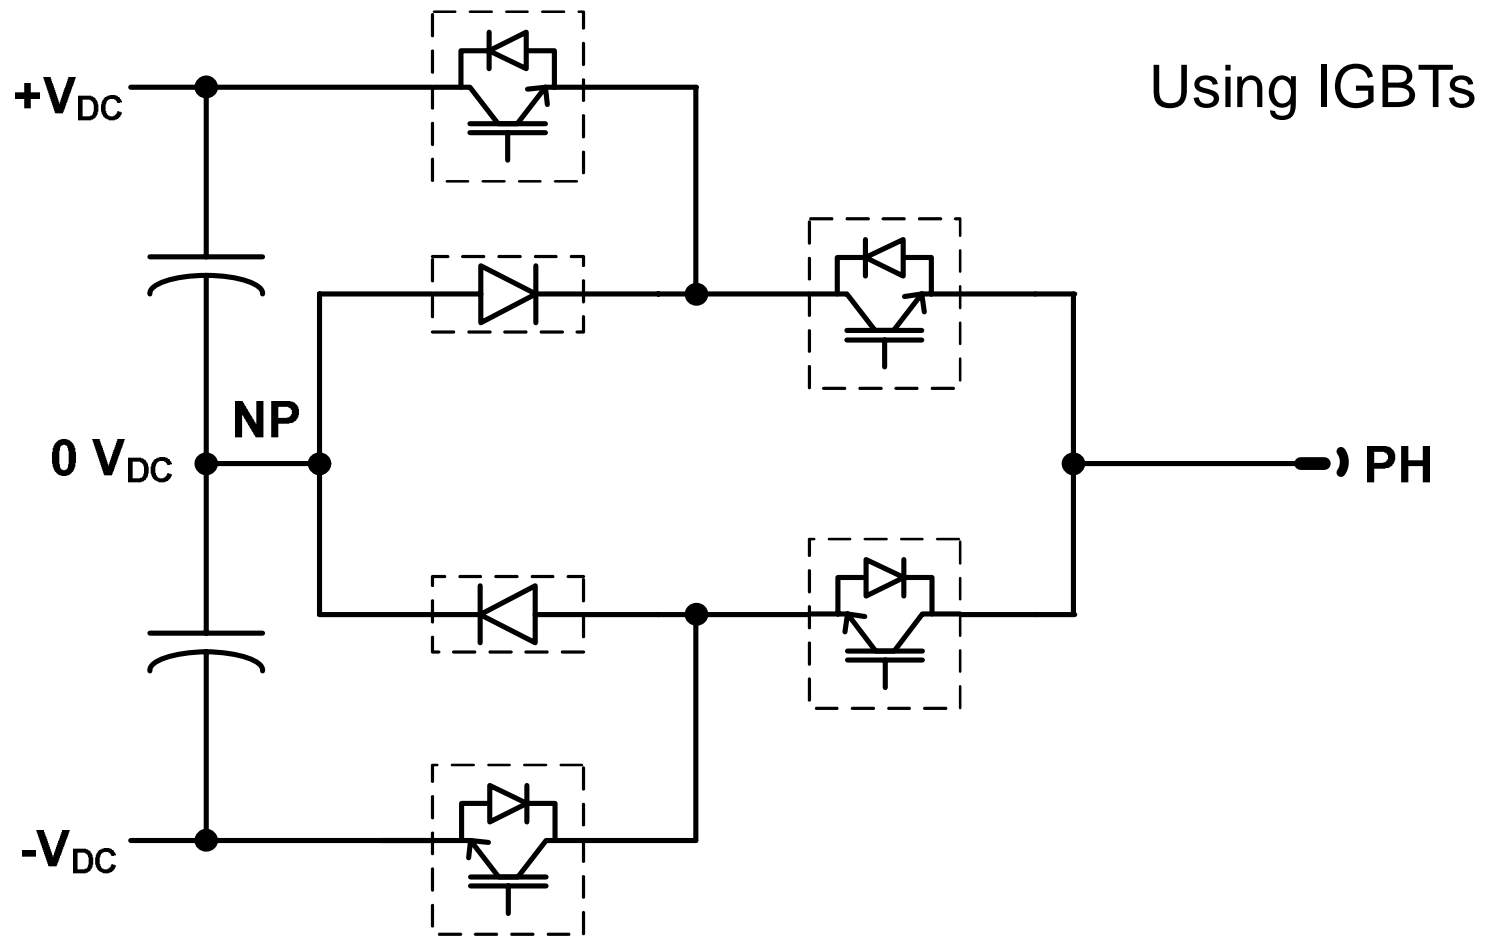 +VDC
Using IGBTs
NP
0 VDC
PH
-VDC